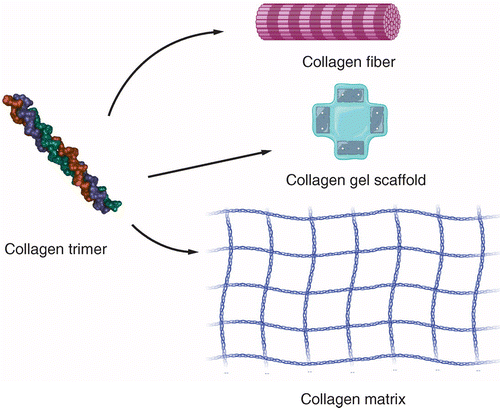 Collagen fiber
Collagen gel scaffold
Collagen trimer
Collagen matrix